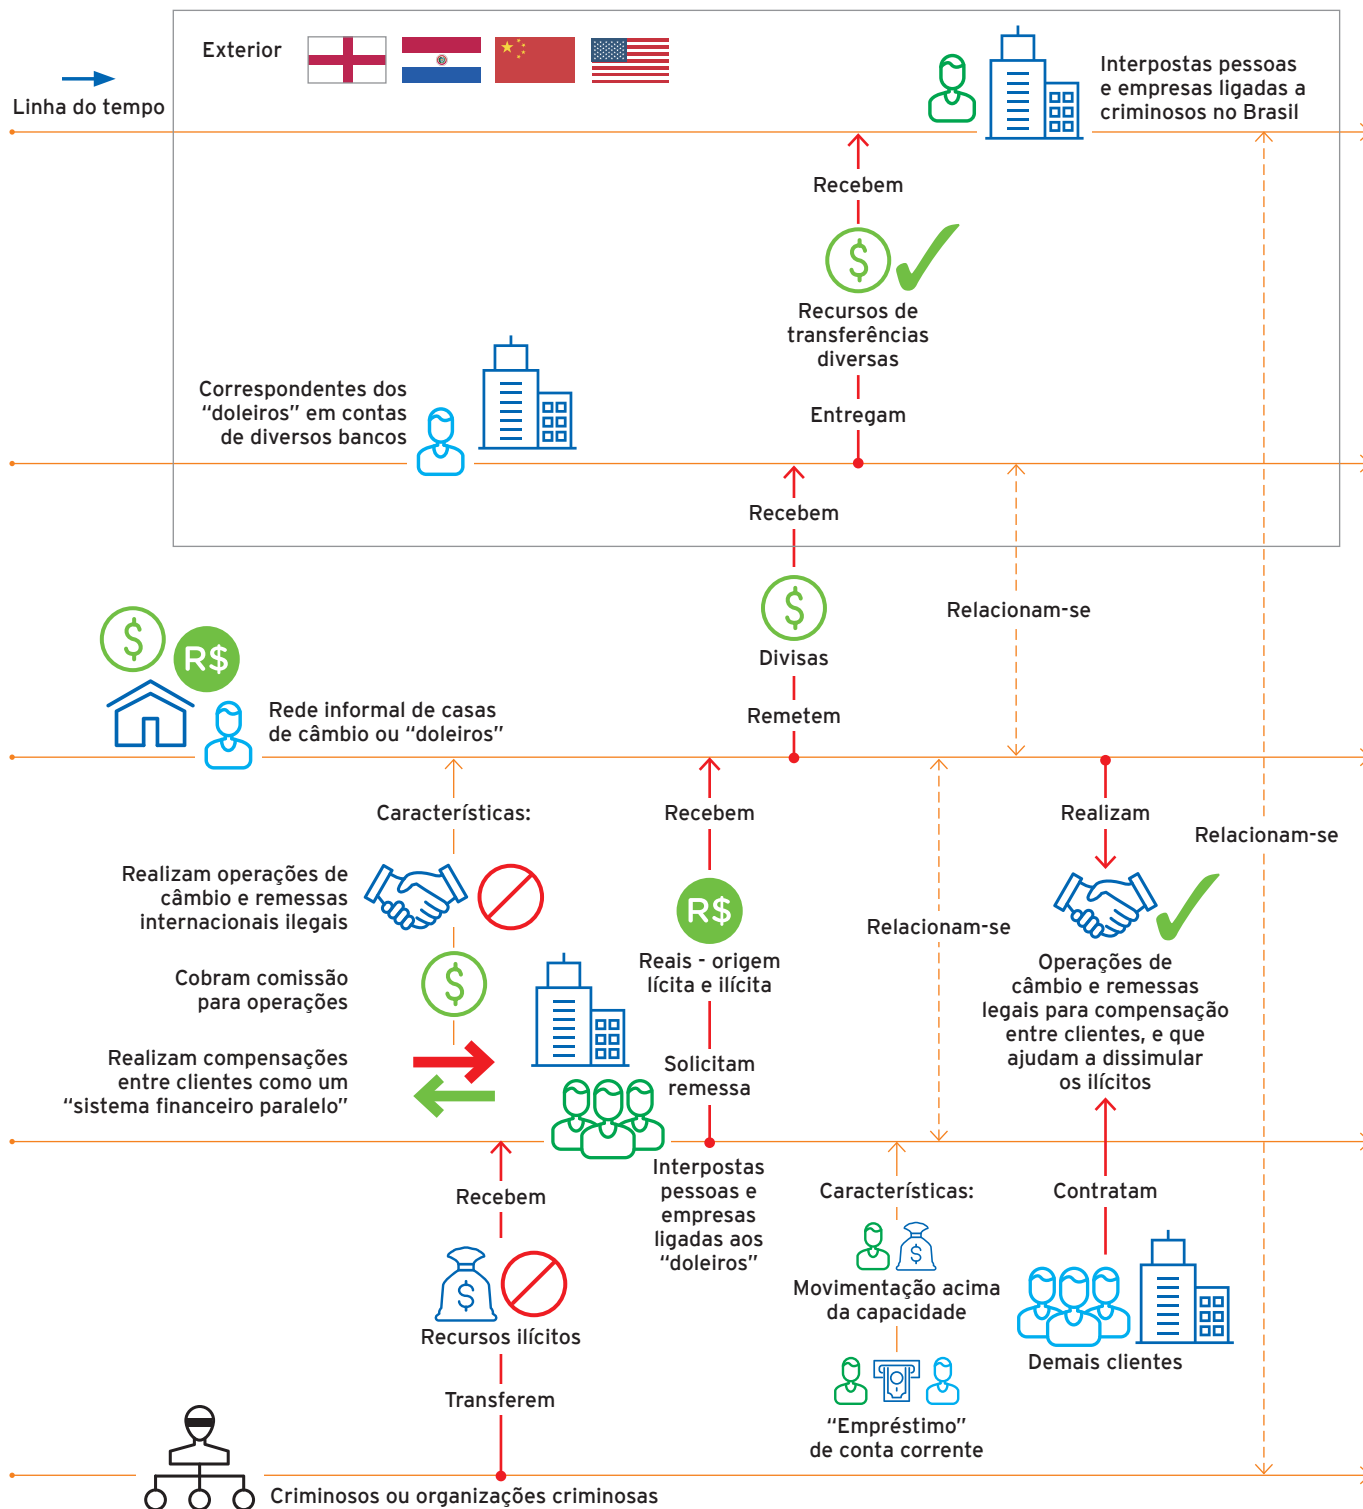 Exterior
Linha do tempo
Interpostas pessoas
e empresas ligadas a
criminosos no Brasil
Recebem
$
Recursos de
transferências
diversas
Entregam
Correspondentes dos
“doleiros” em contas
de diversos bancos
Recebem
$
Divisas
Remetem
Relacionam-se
$
R$
Rede informal de casas
de câmbio ou “doleiros”
Características:
Realizam operações de
câmbio e remessas
internacionais ilegais
Cobram comissão
para operações
$
Realizam compensações
entre clientes como um
“sistema financeiro paralelo”
Recebem
R$
Reais - origem
lícita e ilícita
Solicitam
remessa
Interpostas
pessoas e
empresas
ligadas aos
“doleiros”
Relacionam-se
Realizam
Operações de
câmbio e remessas
legais para compensação
entre clientes, e que
ajudam a dissimular
os ilícitos
Relacionam-se
Contratam
Demais clientes
Características:
$
Movimentação acima
da capacidade
“Empréstimo”
de conta corrente
Recebem
$
Recursos ilícitos
Transferem
Criminosos ou organizações criminosas